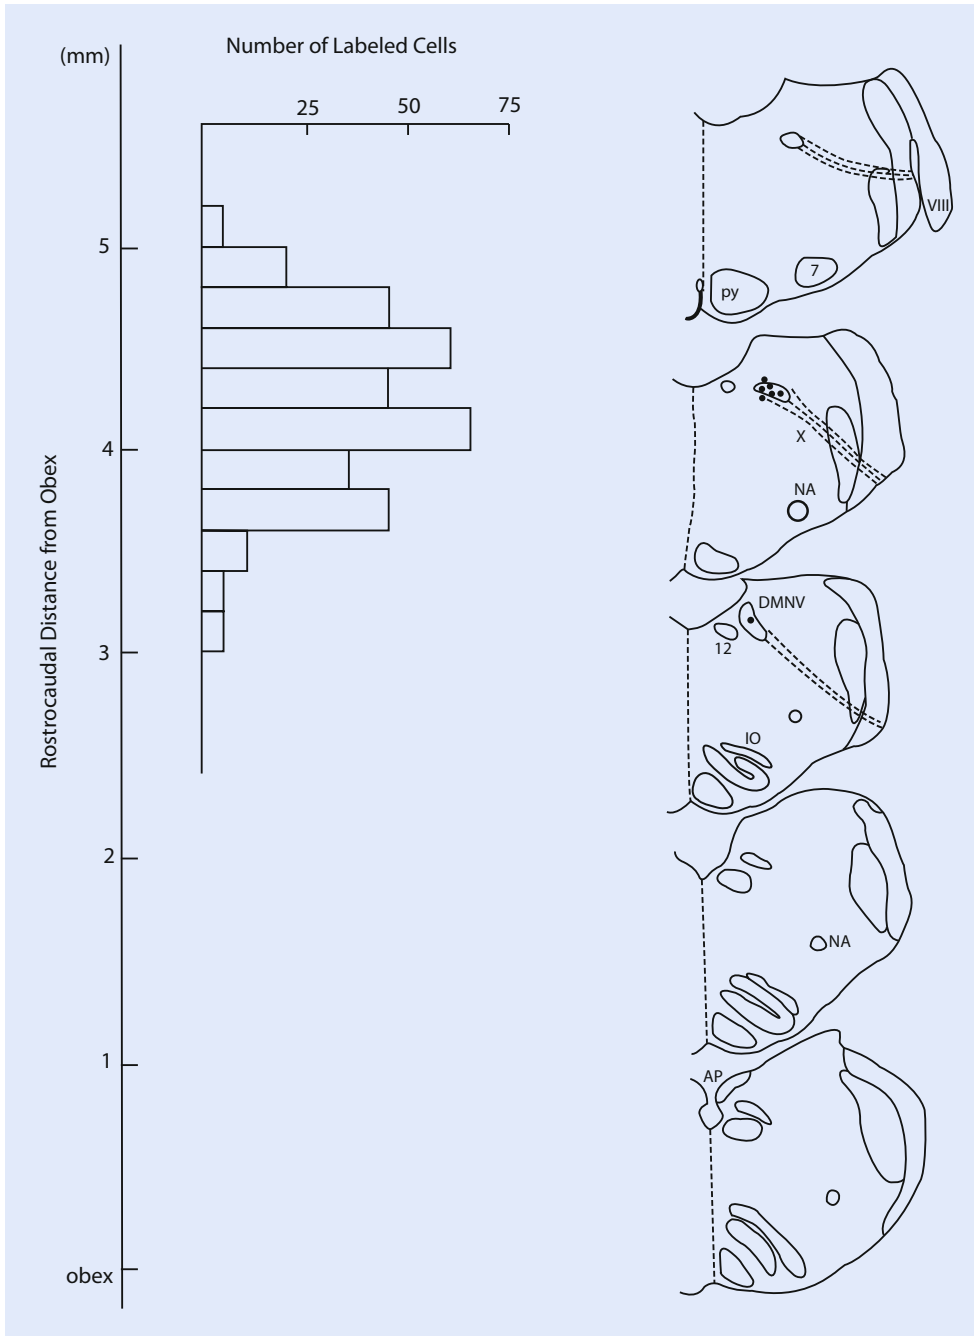 Number of Labeled Cells
(mm)
25 50 75
5
4
3
2
1
obex
Rostrocaudal Distance from Obex
VIII
7
py
X
NA
DMNV
12
IO
NA
AP